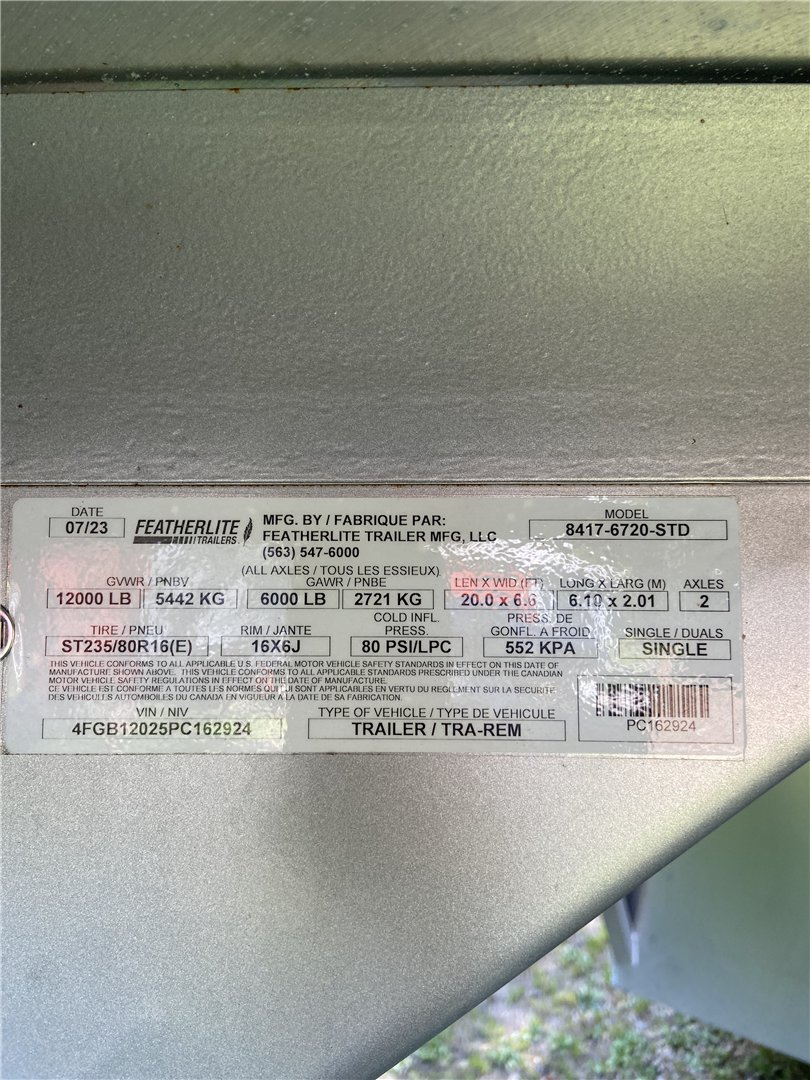 DATE
07/23
FEATHERLITE
TRAILERS
MFG. BY / FABRIQUE PAR:
FEATHERLITE TRAILER MFG, LLC
(563) 547-6000
MODEL
8417-6720-STD
GVWR / PNBV
12000 LB 5442 KG
(ALL AXLES / TOUS LES ESSIEUX)
GAWR / PNBE
6000 LB 2721 KG
LEN X WID (FT)
20.0 x 6.6
LONG X LARG (M)
6.10 x 2.01
AXLES
2
TIRE / PNEU
ST235/80R16(E)
RIM / JANTE
16X6J
COLD INFL.
PRESS.
80 PSI/LPC
PRESS. DE
GONFL. A FROID
552 KPA
SINGLE / DUALS
SINGLE
THIS VEHICLE CONFORMS TO ALL APPLICABLE U.S. FEDERAL MOTOR VEHICLE SAFETY STANDARDS IN EFFECT ON THIS DATE OF
MANUFACTURE SHOWN ABOVE. THIS VEHICLE CONFORMS TO ALL APPLICABLE STANDARDS PRESCRIBED UNDER THE CANADIAN
MOTOR VEHICLE SAFETY REGULATIONS IN EFFECT ON THE DATE OF MANUFACTURE.
CE VEHICLE EST CONFORME A TOUTES LES NORMES QUI LUI SONT APPLICABLES EN VERTU DU REGLEMENT SUR LA SECURITE
DES VEHICULES AUTOMOBILES DU CANADA EN VIGUEUR A LA DATE DE SA FABRICATION.
VIN / NIV
4FGB12025PC162924
TYPE OF VEHICLE / TYPE DE VEHICULE
TRAILER / TRA-REM
PC162924